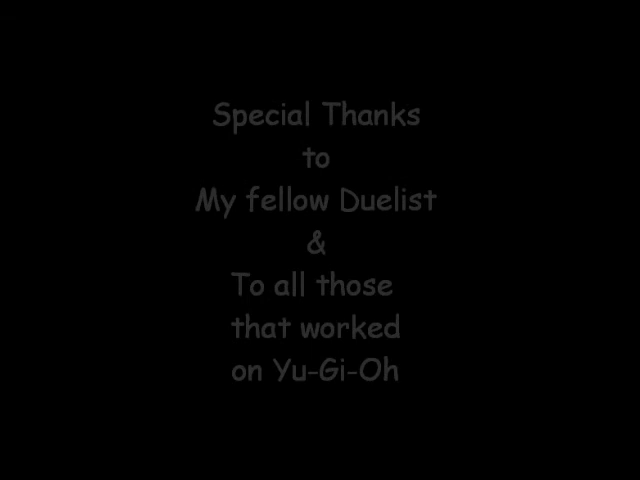 Special Thanks
to
My fellow Duelist
&
To all those
that worked
on Yu-Gi-Oh